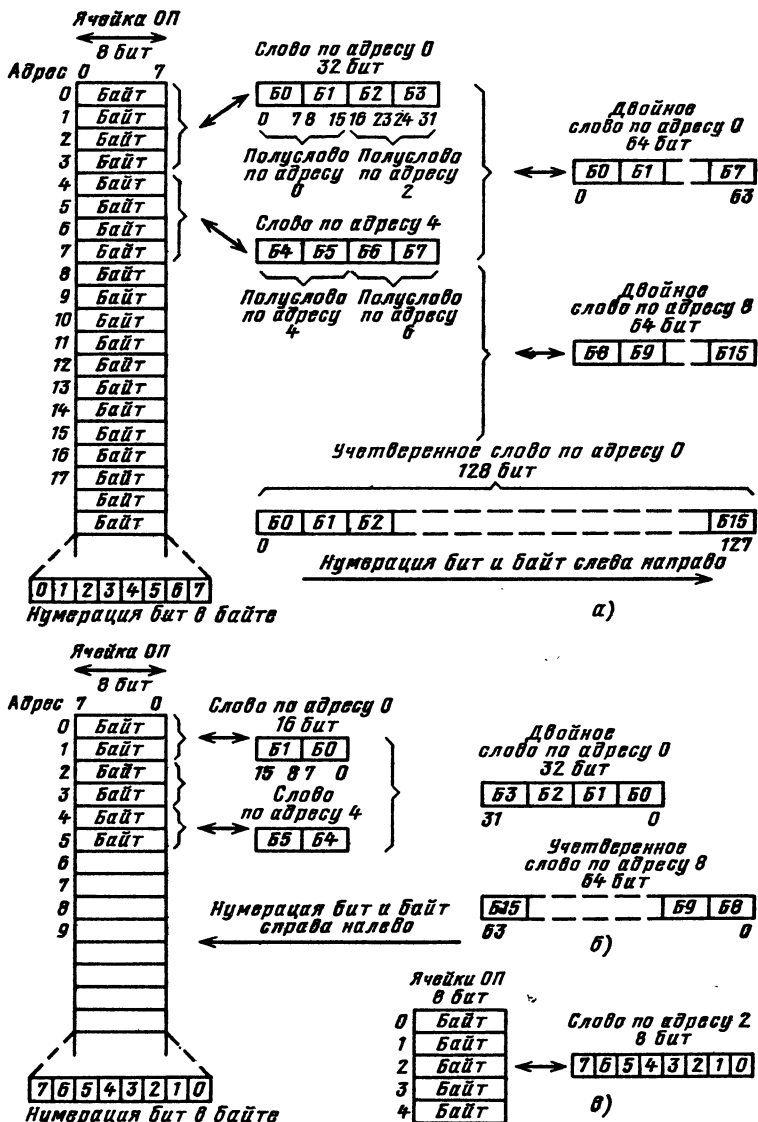 Ячейка ОП
8 бит
Адрес 0 7
0 Байт
1 Байт
2 Байт
3 Байт
4 Байт
5 Байт
6 Байт
7 Байт
8 Байт
9 Байт
10 Байт
11 Байт
12 Байт
13 Байт
14 Байт
15 Байт
16 Байт
17 Байт
Байт
Байт
0 1 2 3 4 5 6 7
Нумерация бит в байте
Слово по адресу 0
32 бит
Б0 Б1 Б2 Б3
0 7 8 15 16 23 24 31
Полуслово по адресу 0
Полуслово по адресу 2
Слово по адресу 4
Б4 Б5 Б6 Б7
Полуслово по адресу 4
Полуслово по адресу 6
Двойное
слово по адресу 0
64 бит
Б0 Б1 Б7
0 63
Двойное
слово по адресу 8
64 бит
Б8 Б9 Б15
Учетверенное слово по адресу 0
128 бит
Б0 Б1 Б2 Б15
0 127
Нумерация бит и байт слева направо
а)
Ячейка ОП
8 бит
Адрес 7 0
0 Байт
1 Байт
2 Байт
3 Байт
4 Байт
5 Байт
6
7
8
9
7 6 5 4 3 2 1 0
Нумерация бит в байте
Слово по адресу 0
16 бит
Б1 Б0
15 8 7 0
Слово
по адресу 4
Б5 Б4
Двойное
слово по адресу 0
32 бит
Б3 Б2 Б1 Б0
31 0
Учетверенное
слово по адресу 8
64 бит
Б15 Б9 Б8
63 0
Нумерация бит и байт
справа налево
б)
Ячейки ОП
8 бит
0 Байт
1 Байт
2 Байт
3 Байт
4 Байт
Слово по адресу 2
8 бит
7 6 5 4 3 2 1 0
в)